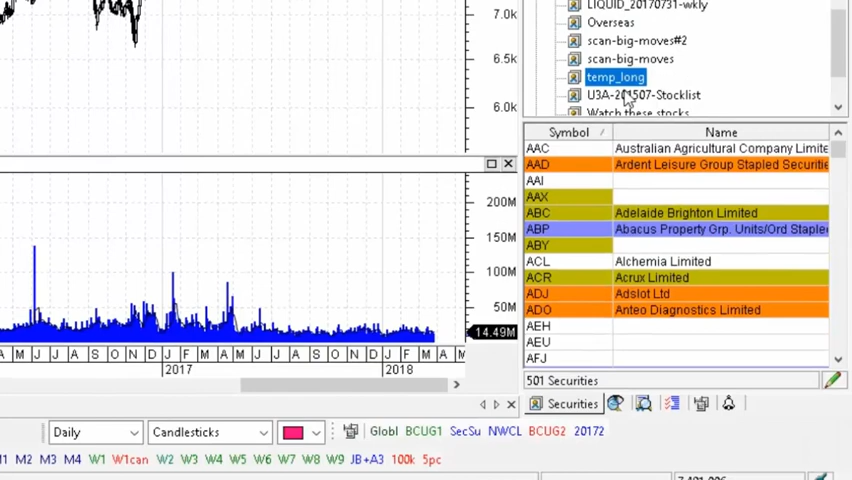 7.0k
6.5k
6.0k
LIQUID_20170731-wkly
Overseas
scan-big-moves#2
scan-big-moves
temp_long
U3A-201507-Stocklist
Watch these stocks
Symbol / Name
AAC Australian Agricultural Company Limite
AAD Ardent Leisure Group Stapled Securitie
AAI
AAX
ABC Adelaide Brighton Limited
ABP Abacus Property Grp. Units/Ord Staple
ABY
ACL Alchemia Limited
ACR Acrux Limited
ADJ Adslot Ltd
ADO Anteo Diagnostics Limited
AEH
AEU
AFJ
200M
150M
100M
50M
14.49M
A M J J A S O N D J F M A M J J A S O N D J F M A M
2017 2018
501 Securities
Securities
Daily Candlesticks Globl BCUG1 SecSu NWCL BCUG2 20172
M1 M2 M3 M4 W1 W1can W2 W3 W4 W5 W6 W7 W8 W9 JB+A3 100k 5pc